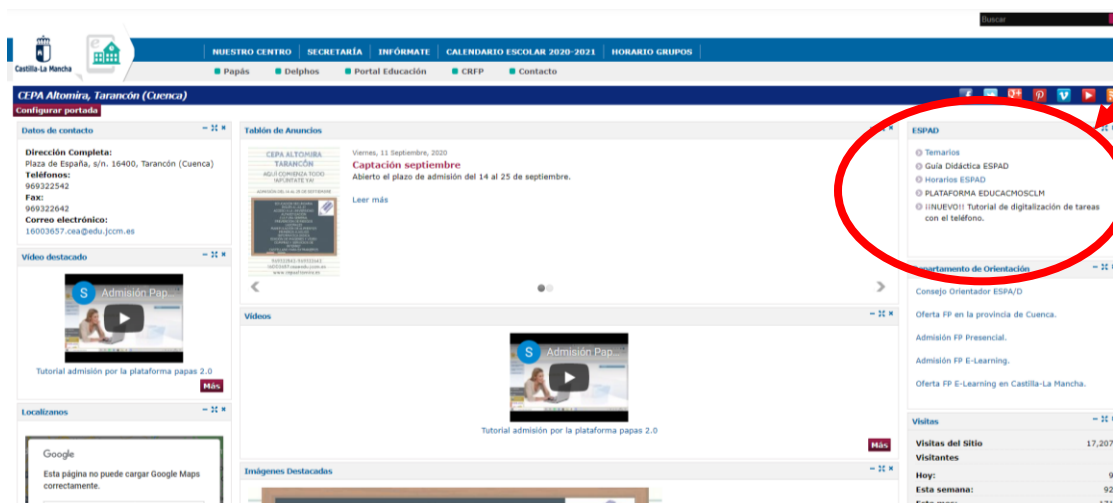 Buscar
Castilla-La Mancha
NUESTRO CENTRO
SECRETARÍA
INFÓRMATE
CALENDARIO ESCOLAR 2020-2021
HORARIO GRUPOS
Papás
Delphos
Portal Educación
CRFP
Contacto
CEPA Altomira, Tarancón (Cuenca)
Configurar portada
Datos de contacto
Dirección Completa:
Plaza de España, s/n. 16400, Tarancón (Cuenca)
Teléfonos:
969322542
Fax:
969322642
Correo electrónico:
16003657.cea@edu.jccm.es
Vídeo destacado
S Admisión Pap...
Tutorial admisión por la plataforma papas 2.0
Más
Localízanos
Google
Esta página no puede cargar Google Maps
correctamente.
Tablón de Anuncios
CEPA ALTOMIRA
TARANCÓN
AQUÍ COMIENZA TODO
Viernes, 11 Septiembre, 2020
Captación septiembre
Abierto el plazo de admisión del 14 al 25 de septiembre.
Leer más
Vídeos
S Admisión Pap...
Tutorial admisión por la plataforma papas 2.0
Más
Imágenes Destacadas
ESPAD
Temarios
Guía Didáctica ESPAD
Horarios ESPAD
PLATAFORMA EDUCACMOSCLM
¡¡NUEVO!! Tutorial de digitalización de tareas
con el teléfono.
Departamento de Orientación
Consejo Orientador ESPA/D
Oferta FP en la provincia de Cuenca.
Admisión FP Presencial.
Admisión FP E-Learning.
Oferta FP E-Learning en Castilla-La Mancha.
Visitas
Visitas del Sitio 17,207
Visitantes
Hoy: 9
Esta semana: 92